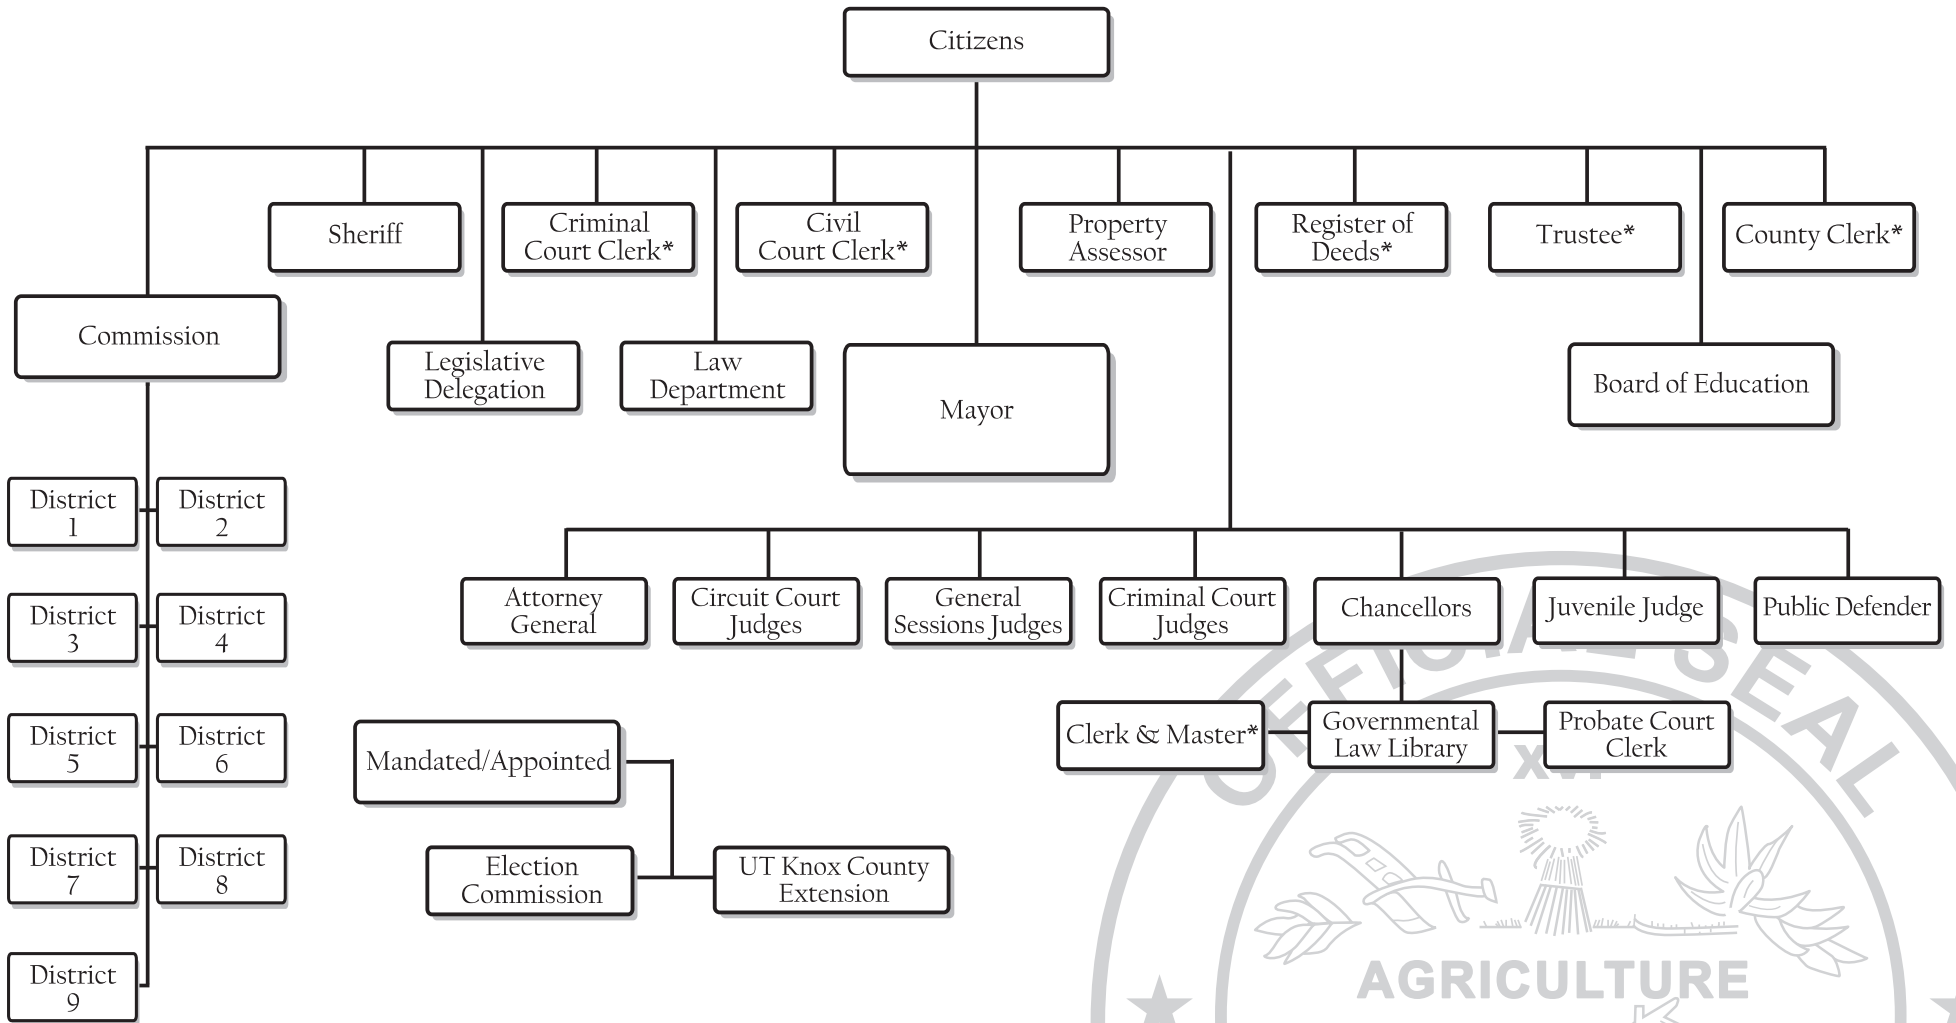 Citizens
Sheriff
Criminal
Court Clerk*
Civil
Court Clerk*
Property
Assessor
Register of
Deeds*
Trustee*
County Clerk*
Commission
Legislative
Delegation
Law
Department
Mayor
Board of Education
District
1
District
2
District
3
District
4
District
5
District
6
District
7
District
8
District
9
Attorney
General
Circuit Court
Judges
General
Sessions Judges
Criminal Court
Judges
Chancellors
Juvenile Judge
Public Defender
Clerk & Master*
Governmental
Law Library
Probate Court
Clerk
Mandated/Appointed
Election
Commission
UT Knox County
Extension
OFFICIAL SEAL
XVI
AGRICULTURE